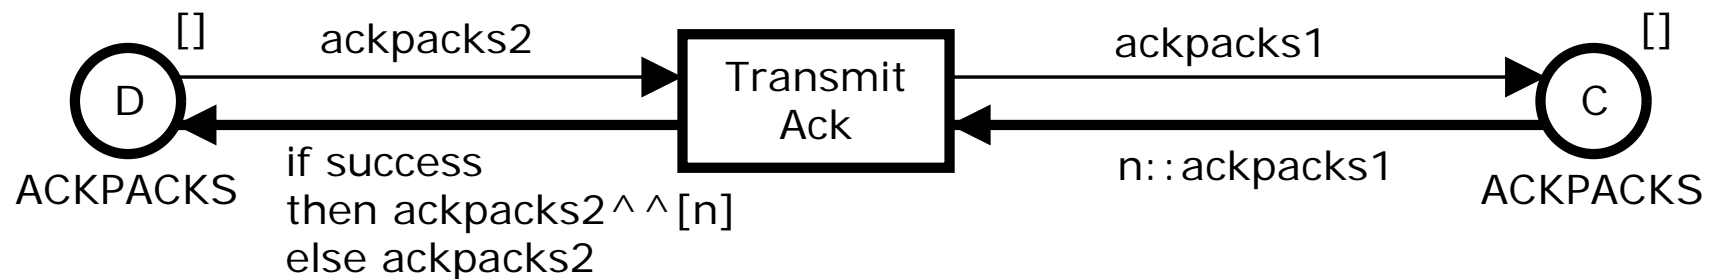 []
ackpacks2
ackpacks1
[]
D
Transmit
Ack
C
ACKPACKS
if success
then ackpacks2^^[n]
else ackpacks2
n::ackpacks1
ACKPACKS